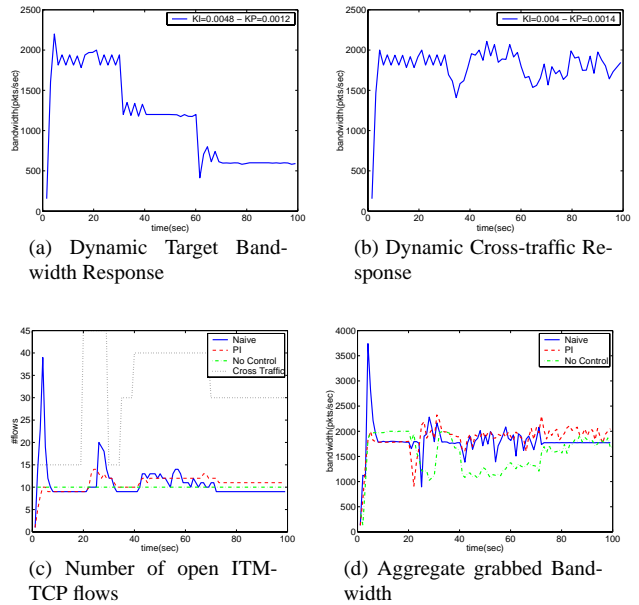 KI=0.0048 − KP=0.0012
bandwidth(pkts/sec)
2500
2000
1500
1000
500
0
0 20 40 60 80 100
time(sec)
(a) Dynamic Target Band-
width Response
KI=0.004 − KP=0.0014
bandwidth(pkts/sec)
2500
2000
1500
1000
500
0
0 20 40 60 80 100
time(sec)
(b) Dynamic Cross-traffic Re-
sponse
Naive
PI
No Control
Cross Traffic
#flows
45
40
35
30
25
20
15
10
5
0
0 20 40 60 80 100
time(sec)
(c) Number of open ITM-
TCP flows
Naive
PI
No Control
bandwidth(pkts/sec)
4000
3500
3000
2500
2000
1500
1000
500
0
0 20 40 60 80 100
time(sec)
(d) Aggregate grabbed Band-
width